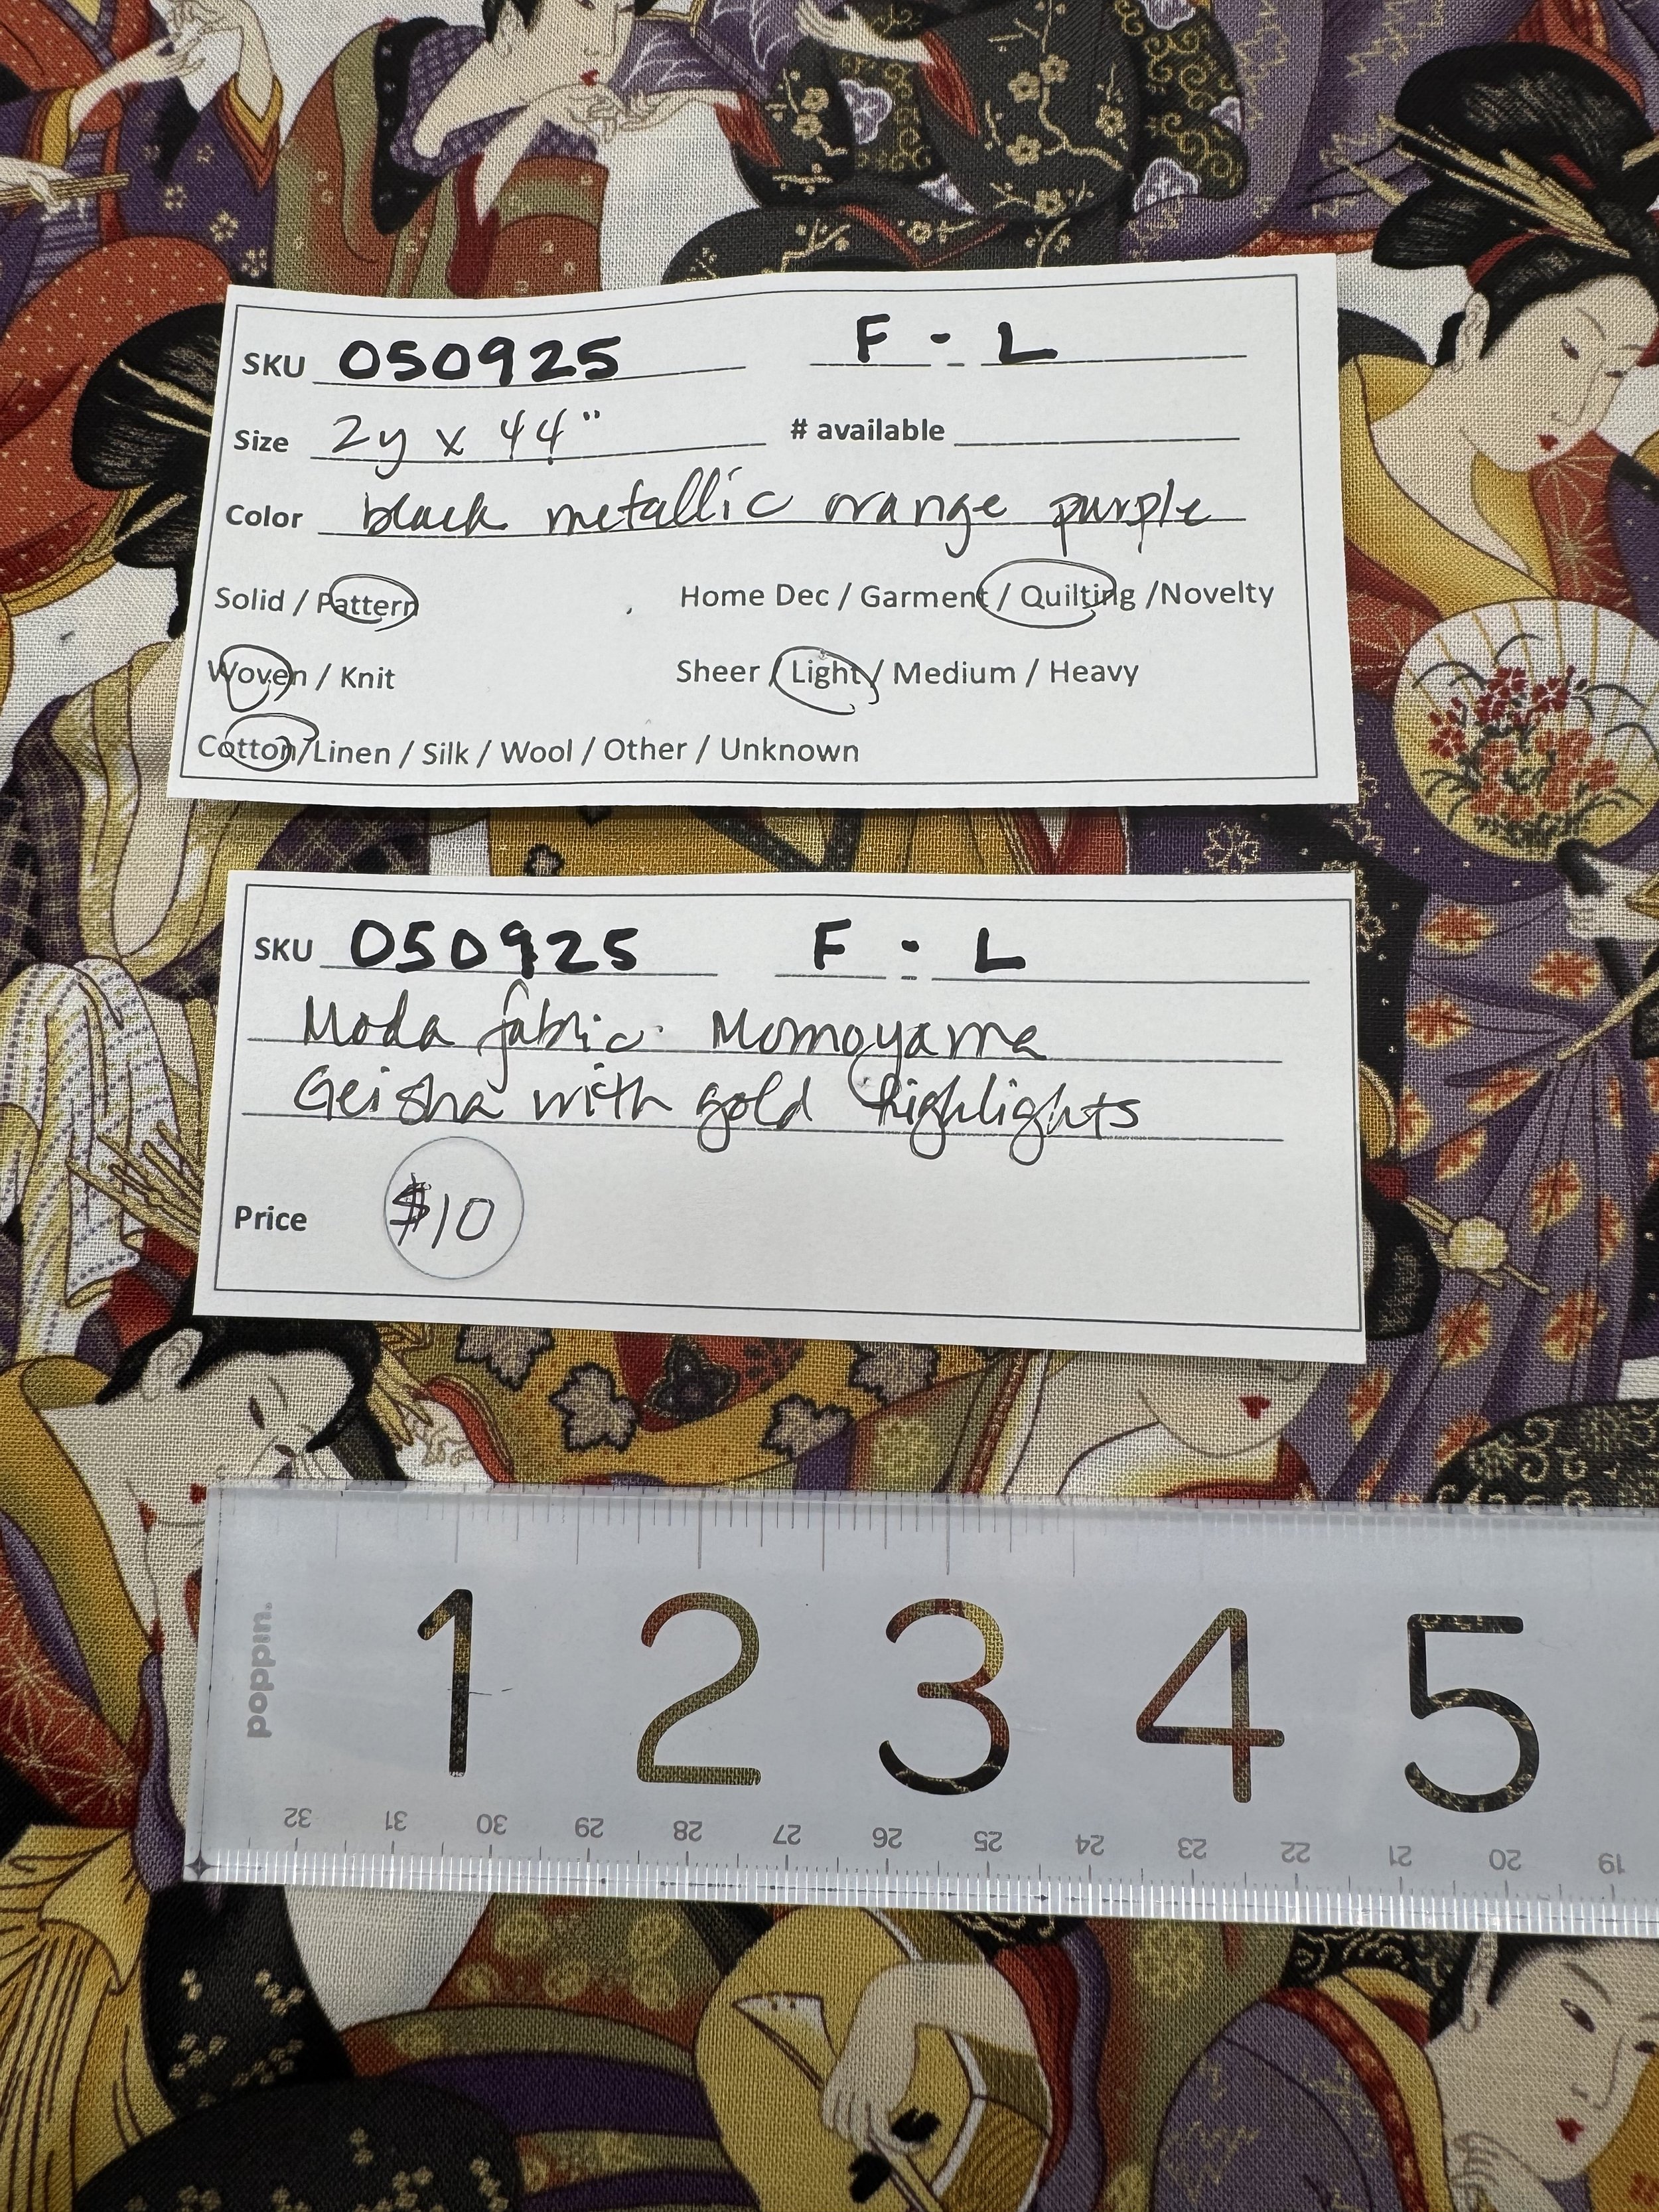 SKU 050925 F - L
Size 2y x 44" # available
Color black metallic orange purple
Solid / Pattern Home Dec / Garment / Quilting /Novelty
Woven / Knit Sheer / Light / Medium / Heavy
Cotton/Linen / Silk / Wool / Other / Unknown
SKU 050925 F - L
Moda fabric Momoyama
Geisha with gold highlights
Price $10
poppin.
1 2 3 4 5
32 31 30 29 28 27 26 25 24 23 22 21 20 19